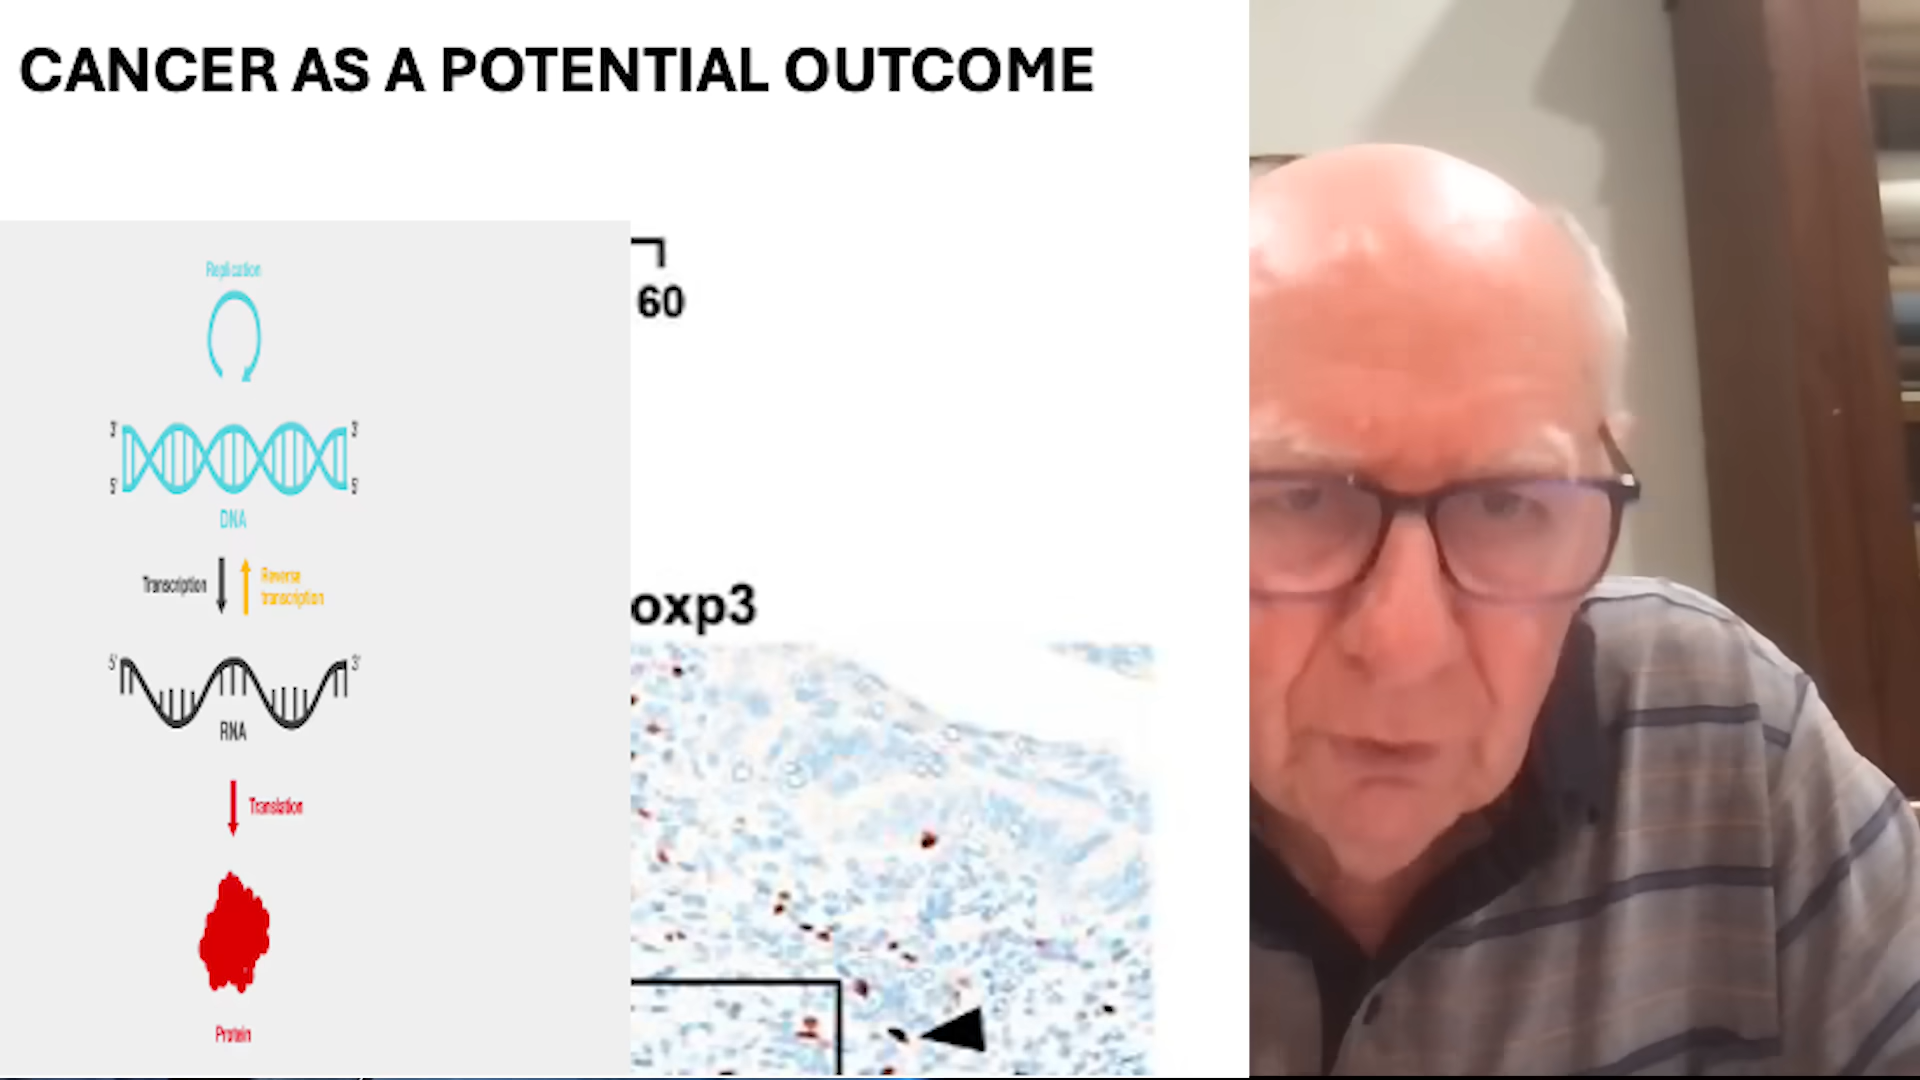 CANCER AS A POTENTIAL OUTCOME
Replication
60
3' 3'
5' 5'
DNA
Transcription
Reverse
transcription
oxp3
5' 3'
RNA
Translation
Protein